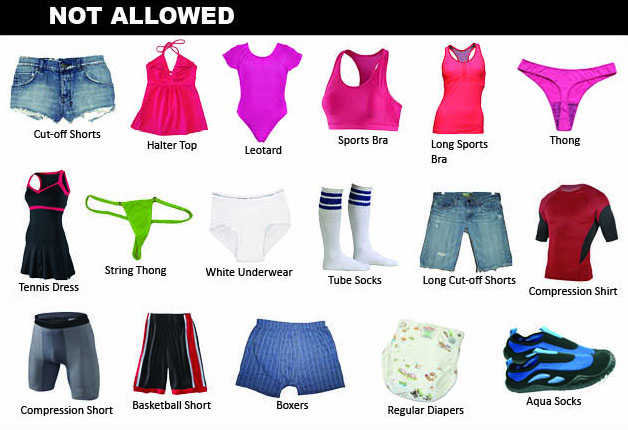 NOT ALLOWED
Cut-off Shorts
Halter Top
Leotard
Sports Bra
Long Sports
Bra
Thong
Tennis Dress
String Thong
White Underwear
Tube Socks
Long Cut-off Shorts
Compression Shirt
Compression Short
Basketball Short
Boxers
Regular Diapers
Aqua Socks